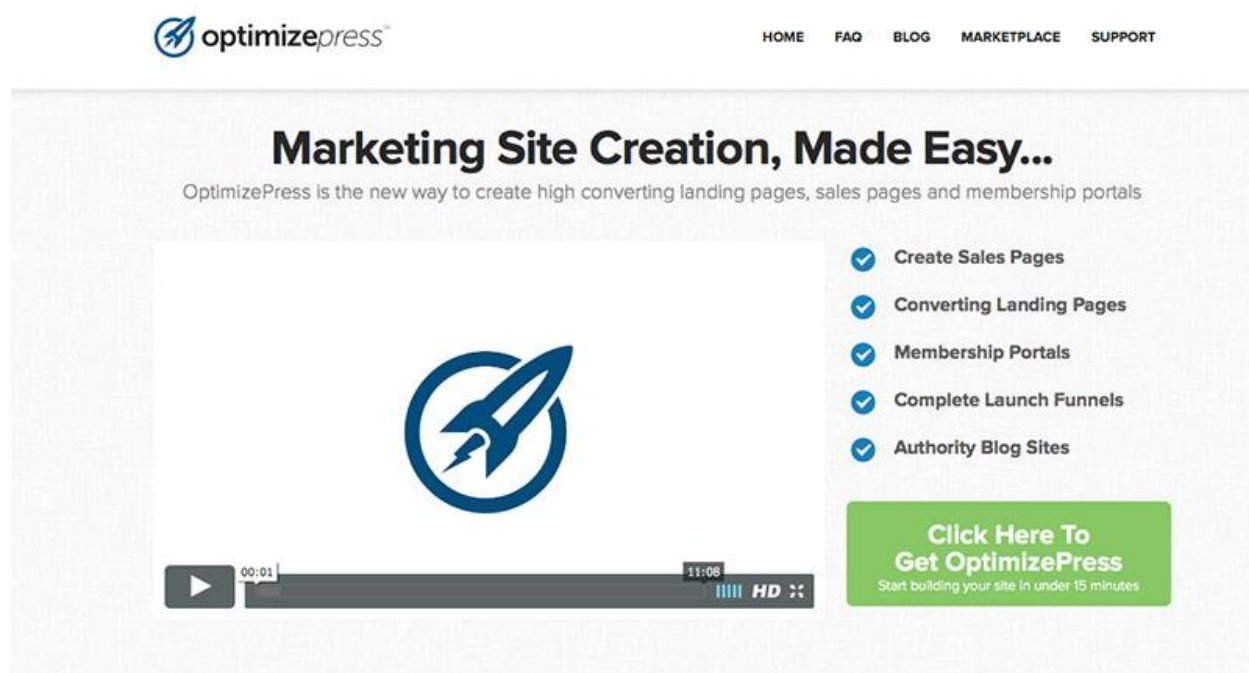 optimizepress™
HOME FAQ BLOG MARKETPLACE SUPPORT
Marketing Site Creation, Made Easy...
OptimizePress is the new way to create high converting landing pages, sales pages and membership portals
Create Sales Pages
Converting Landing Pages
Membership Portals
Complete Launch Funnels
Authority Blog Sites
Click Here To
Get OptimizePress
Start building your site in under 15 minutes
00:01
11:08
HD